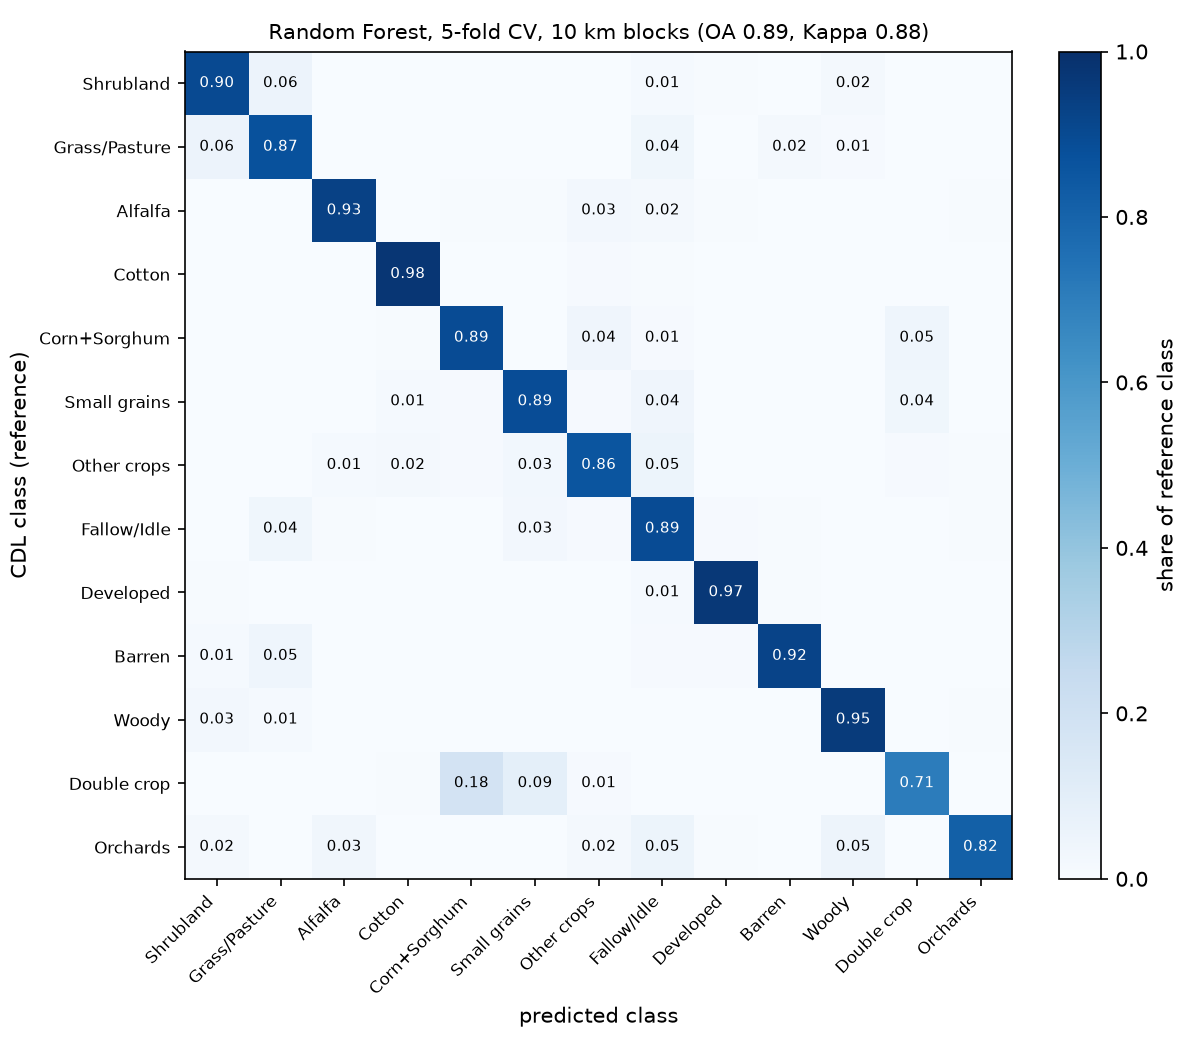 Random Forest, 5-fold CV, 10 km blocks (OA 0.89, Kappa 0.88)
CDL class (reference)
Shrubland 0.90 0.06 0.01 0.02
Grass/Pasture 0.06 0.87 0.04 0.02 0.01
Alfalfa 0.93 0.03 0.02
Cotton 0.98
Corn+Sorghum 0.89 0.04 0.01 0.05
Small grains 0.01 0.89 0.04 0.04
Other crops 0.01 0.02 0.03 0.86 0.05
Fallow/Idle 0.04 0.03 0.89
Developed 0.01 0.97
Barren 0.01 0.05 0.92
Woody 0.03 0.01 0.95
Double crop 0.18 0.09 0.01 0.71
Orchards 0.02 0.03 0.02 0.05 0.05 0.82
Shrubland
Grass/Pasture
Alfalfa
Cotton
Corn+Sorghum
Small grains
Other crops
Fallow/Idle
Developed
Barren
Woody
Double crop
Orchards
predicted class
1.0
0.8
0.6
0.4
0.2
0.0
share of reference class